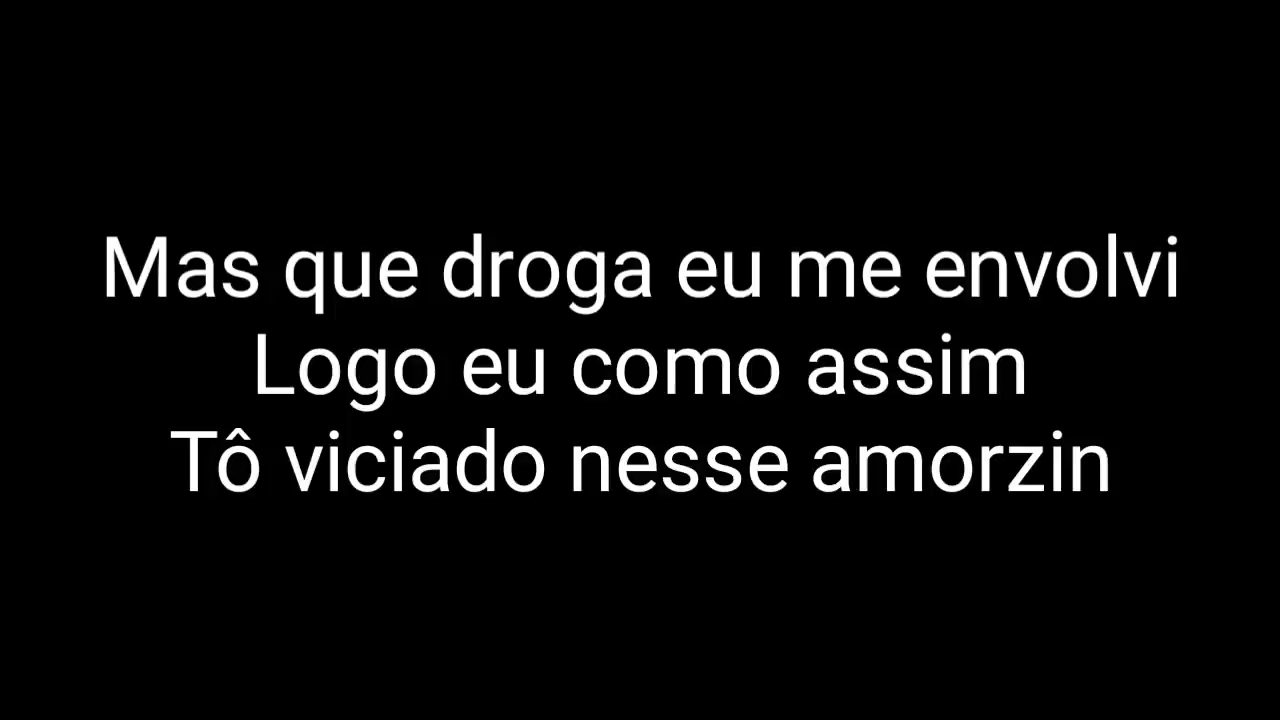 Mas que droga eu me envolvi
Logo eu como assim
Tô viciado nesse amorzin